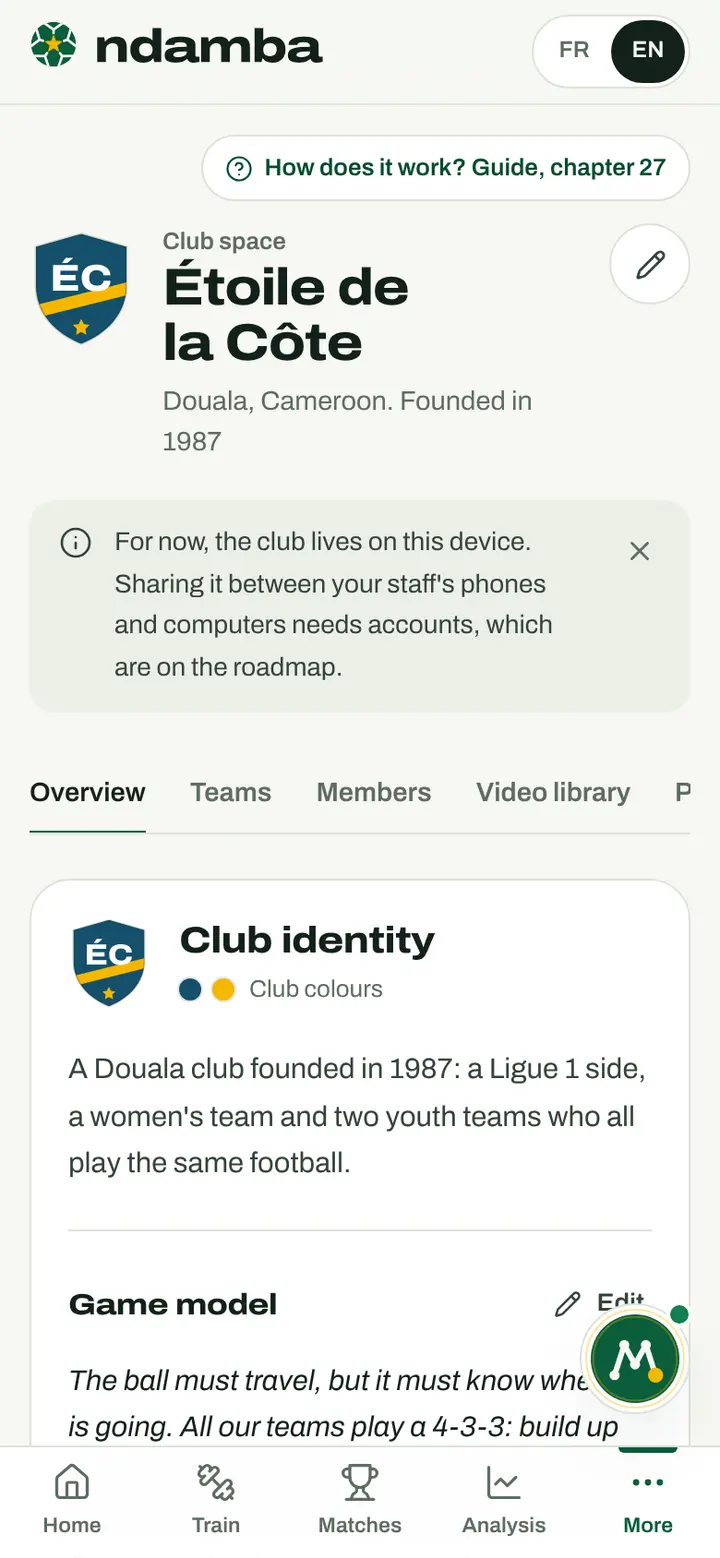 ndamba
FR EN
How does it work? Guide, chapter 27
ÉC
Club space
Étoile de
la Côte
Douala, Cameroon. Founded in
1987
For now, the club lives on this device.
Sharing it between your staff's phones
and computers needs accounts, which
are on the roadmap.
Overview Teams Members Video library P
ÉC
Club identity
Club colours
A Douala club founded in 1987: a Ligue 1 side,
a women's team and two youth teams who all
play the same football.
Game model
Edit
The ball must travel, but it must know
is going. All our teams play a 4-3-3: build up
Home Train Matches Analysis More